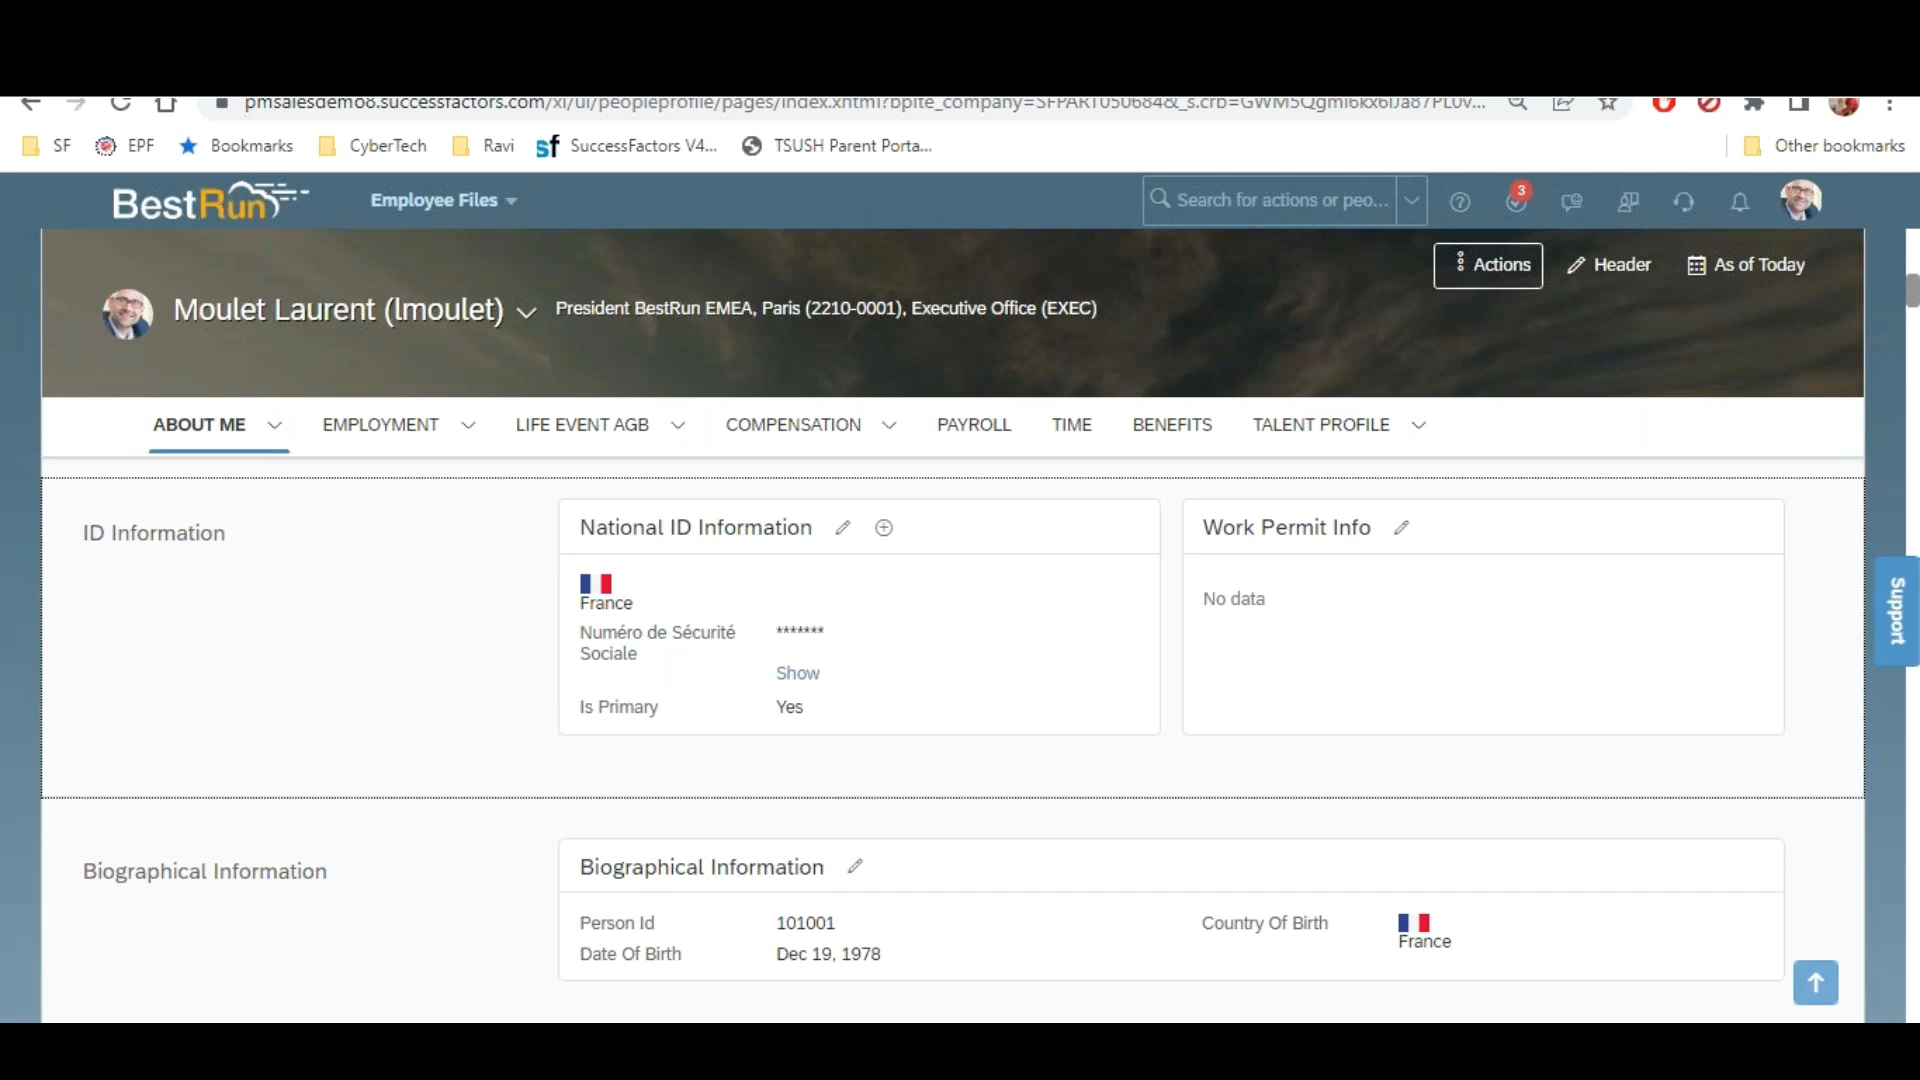 pmsalesdemo8.successfactors.com/xi/ui/peopleprofile/pages/index.xhtml?bplte_company=SFPART050684&_s.crb=
SF EPF Bookmarks CyberTech Ravi sf SuccessFactors V4... TSUSH Parent Porta... Other bookmarks
BestRun Employee Files Search for actions or peo... 3
Actions Header As of Today
Moulet Laurent (lmoulet) President BestRun EMEA, Paris (2210-0001), Executive Office (EXEC)
ABOUT ME EMPLOYMENT LIFE EVENT AGB COMPENSATION PAYROLL TIME BENEFITS TALENT PROFILE
ID Information
National ID Information
France
Numéro de Sécurité Sociale *******
Show
Is Primary Yes
Work Permit Info
No data
Support
Biographical Information
Biographical Information
Person Id 101001
Date Of Birth Dec 19, 1978
Country Of Birth France